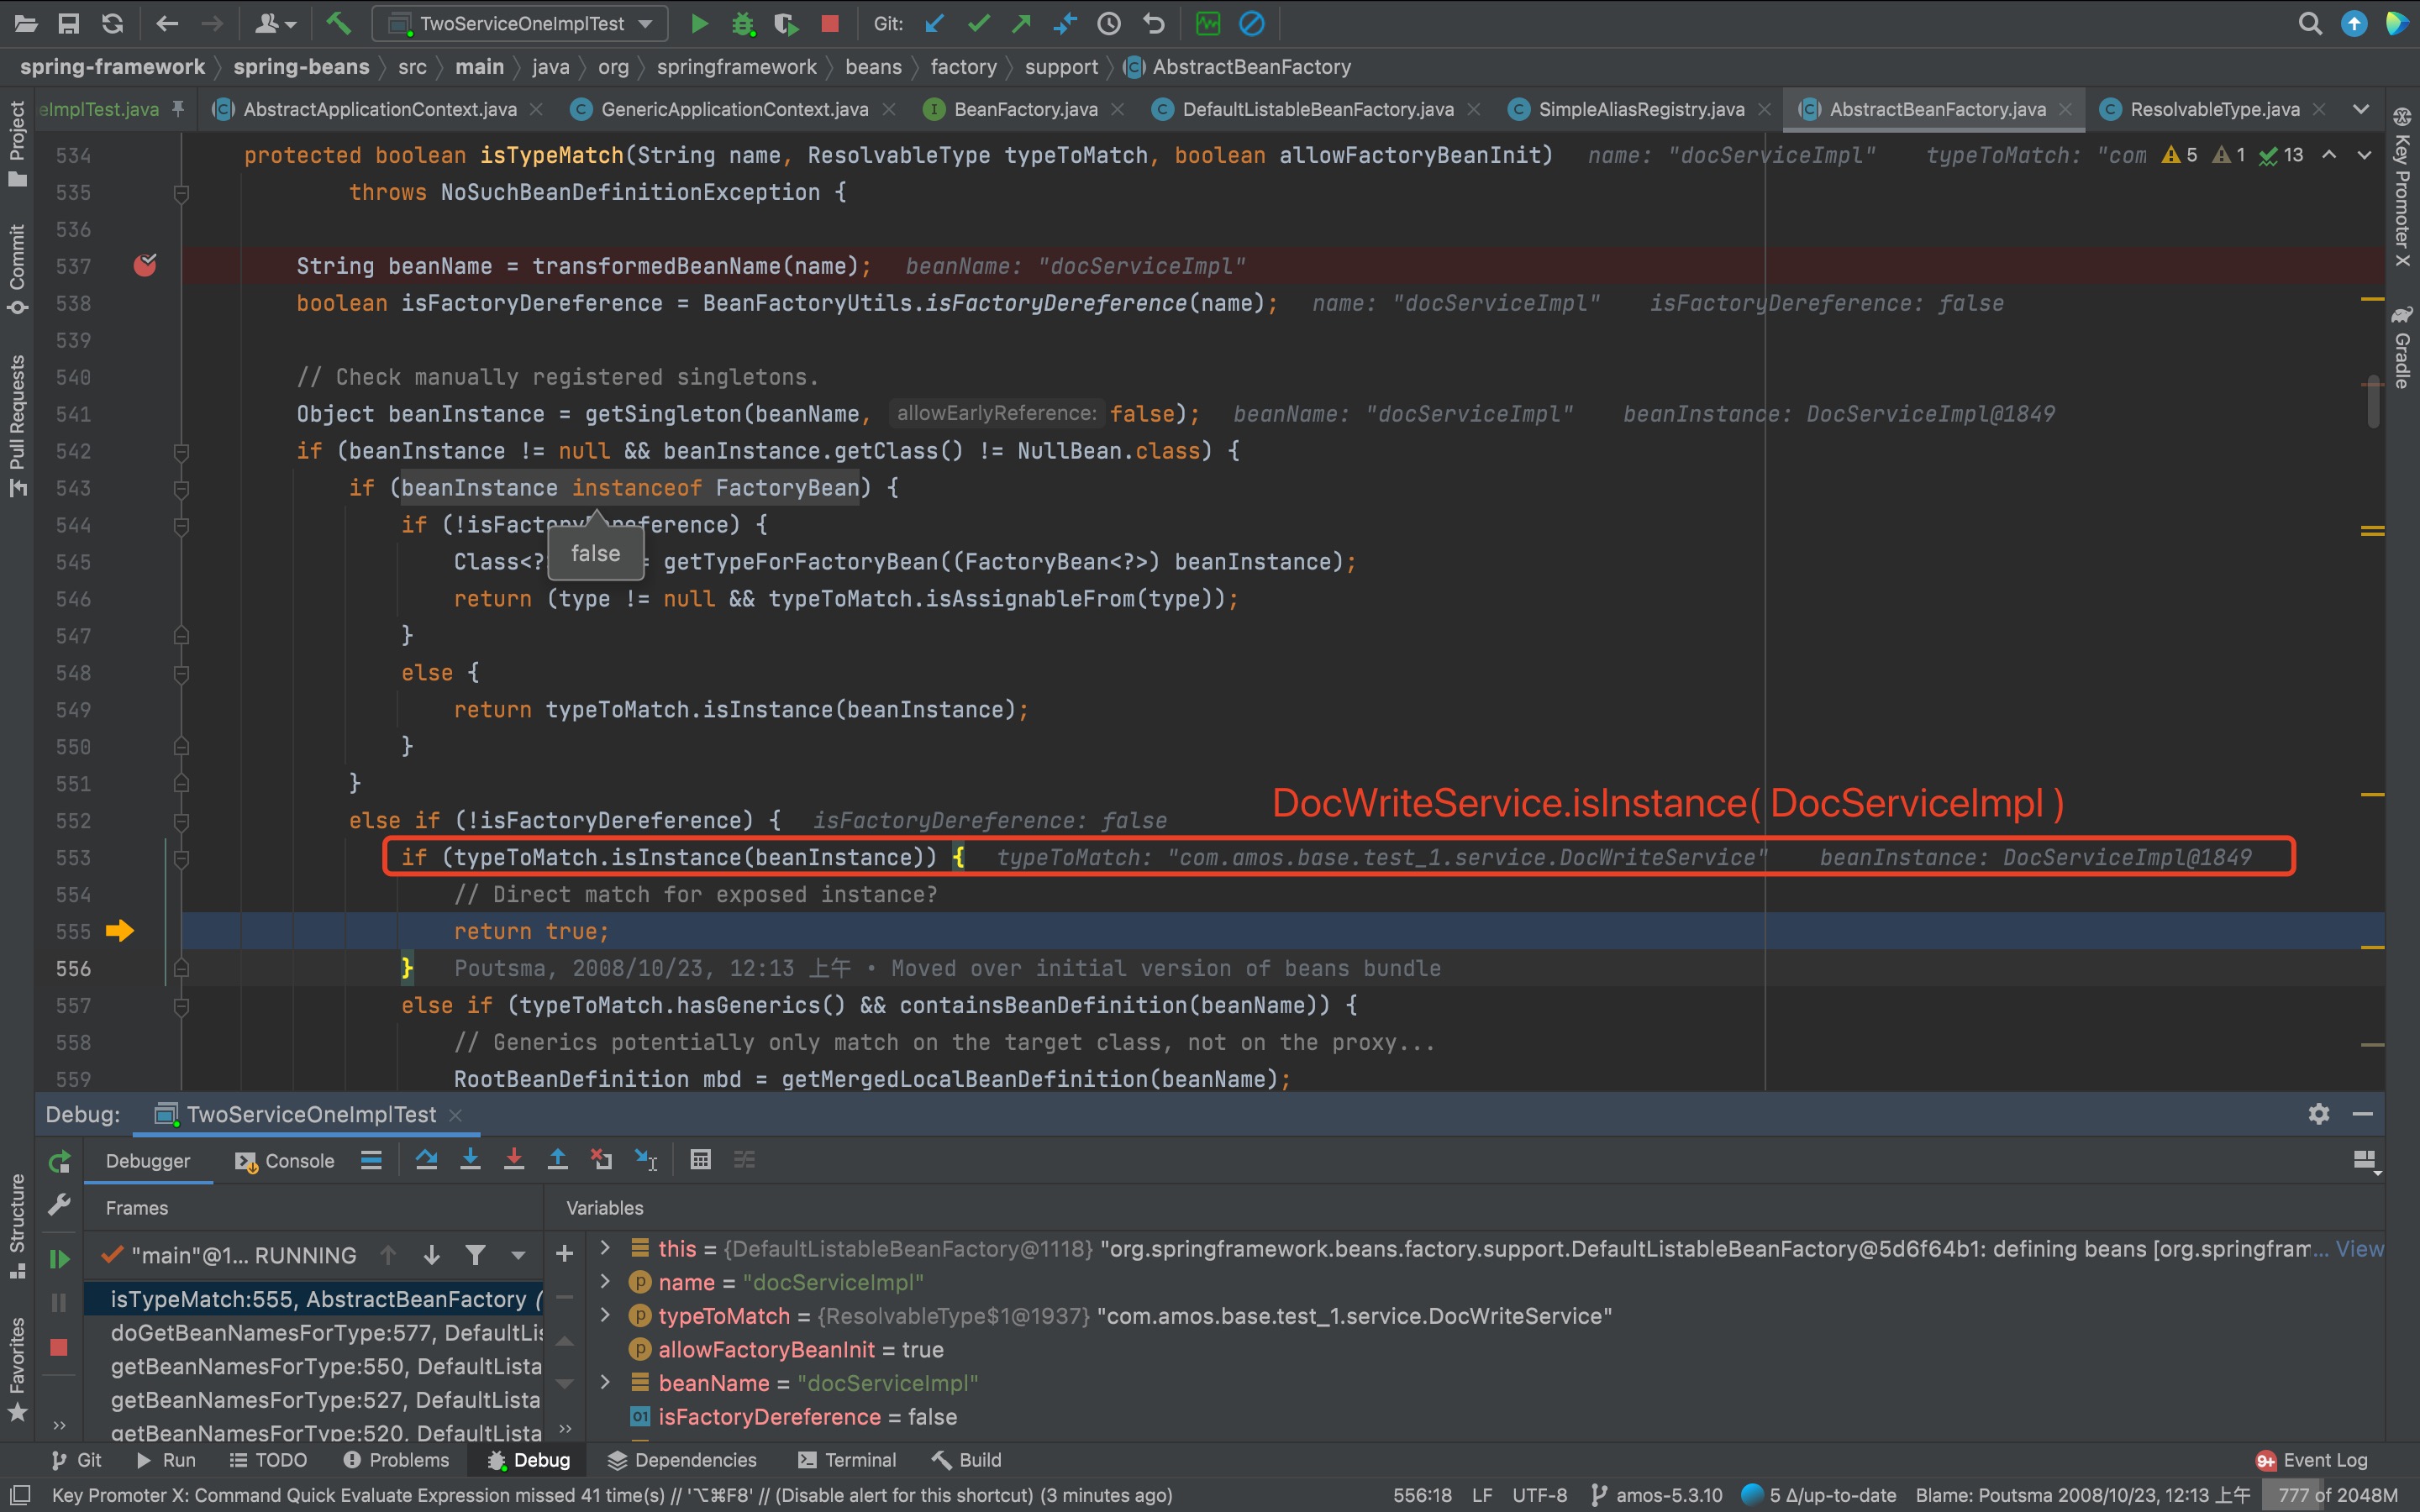 TwoServiceOneImplTest
Git:
spring-framework
spring-beans
src
main
java
org
springframework
beans
factory
support
AbstractBeanFactory
eImplTest.java
AbstractApplicationContext.java
GenericApplicationContext.java
BeanFactory.java
DefaultListableBeanFactory.java
SimpleAliasRegistry.java
AbstractBeanFactory.java
ResolvableType.java
Project
Commit
Pull Requests
Structure
Favorites
Key Promoter X
Gradle
534 protected boolean isTypeMatch(String name, ResolvableType typeToMatch, boolean allowFactoryBeanInit) name: "docServiceImpl" typeToMatch: "com 5 1 13
535 throws NoSuchBeanDefinitionException {
536
537 String beanName = transformedBeanName(name); beanName: "docServiceImpl"
538 boolean isFactoryDereference = BeanFactoryUtils.isFactoryDereference(name); name: "docServiceImpl" isFactoryDereference: false
539
540 // Check manually registered singletons.
541 Object beanInstance = getSingleton(beanName, allowEarlyReference: false); beanName: "docServiceImpl" beanInstance: DocServiceImpl@1849
542 if (beanInstance != null && beanInstance.getClass() != NullBean.class) {
543 if (beanInstance instanceof FactoryBean) {
544 if (!isFactoryDereference) {
false
545 Class<? = getTypeForFactoryBean((FactoryBean<?>) beanInstance);
546 return (type != null && typeToMatch.isAssignableFrom(type));
547 }
548 else {
549 return typeToMatch.isInstance(beanInstance);
550 }
551 }
DocWriteService.isInstance( DocServiceImpl )
552 else if (!isFactoryDereference) { isFactoryDereference: false
553 if (typeToMatch.isInstance(beanInstance)) { typeToMatch: "com.amos.base.test_1.service.DocWriteService" beanInstance: DocServiceImpl@1849
554 // Direct match for exposed instance?
555 return true;
556 } Poutsma, 2008/10/23, 12:13 上午 • Moved over initial version of beans bundle
557 else if (typeToMatch.hasGenerics() && containsBeanDefinition(beanName)) {
558 // Generics potentially only match on the target class, not on the proxy...
559 RootBeanDefinition mbd = getMergedLocalBeanDefinition(beanName);
Debug: TwoServiceOneImplTest
Debugger Console
Frames
"main"@1... RUNNING
isTypeMatch:555, AbstractBeanFactory (
doGetBeanNamesForType:577, DefaultLis
getBeanNamesForType:550, DefaultLista
getBeanNamesForType:527, DefaultLista
getBeanNamesForType:520, DefaultLista
Variables
this = {DefaultListableBeanFactory@1118} "org.springframework.beans.factory.support.DefaultListableBeanFactory@5d6f64b1: defining beans [org.springfram... View
name = "docServiceImpl"
typeToMatch = {ResolvableType$1@1937} "com.amos.base.test_1.service.DocWriteService"
allowFactoryBeanInit = true
beanName = "docServiceImpl"
isFactoryDereference = false
Git Run TODO Problems Debug Dependencies Terminal Build 9+ Event Log
Key Promoter X: Command Quick Evaluate Expression missed 41 time(s) // '⌥⌘F8' // (Disable alert for this shortcut) (3 minutes ago) 556:18 LF UTF-8 amos-5.3.10 5 Δ/up-to-date Blame: Poutsma 2008/10/23, 12:13 上午 777 of 2048M